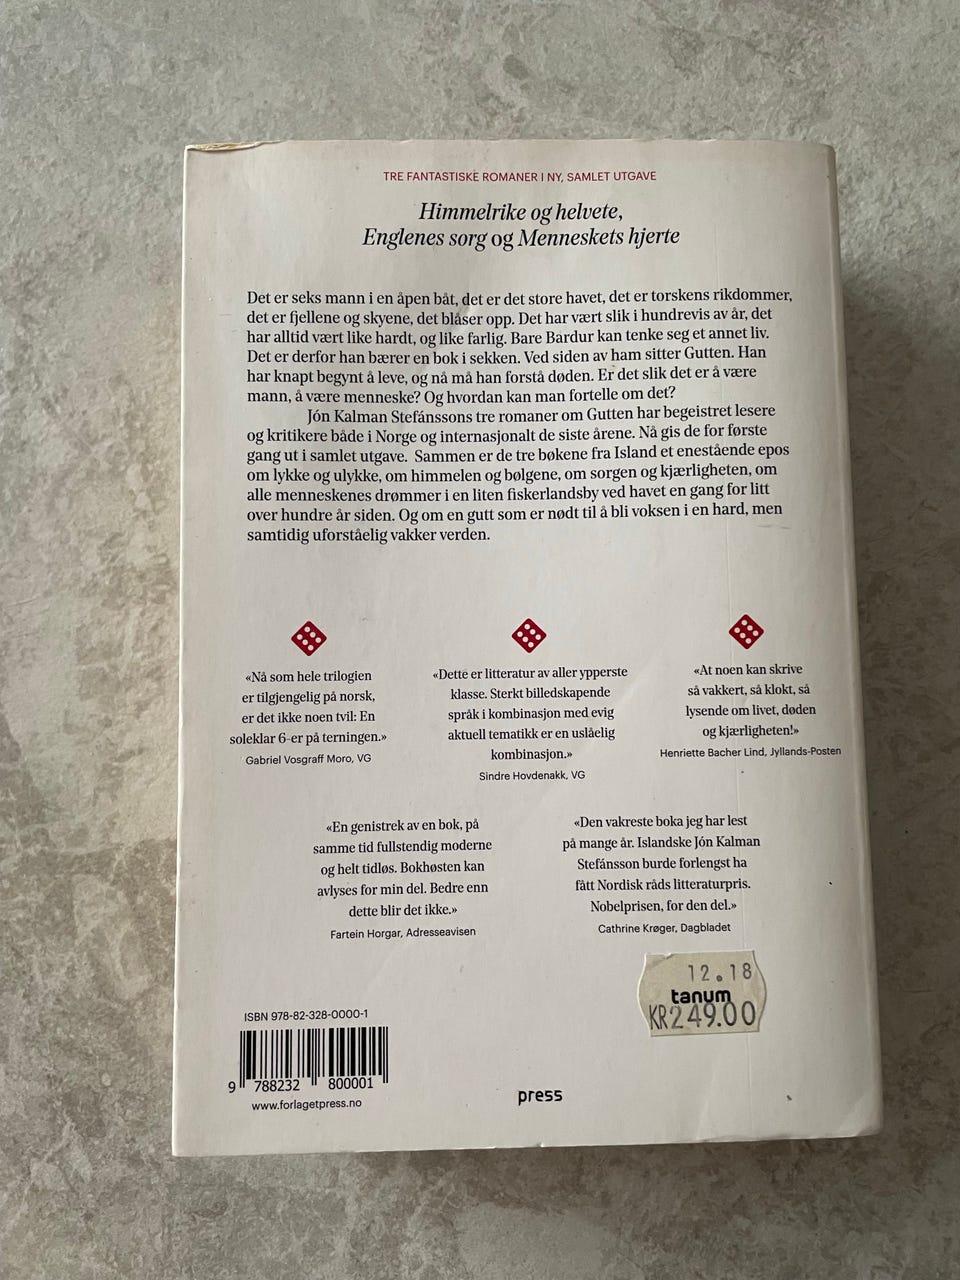 TRE FANTASTISKE ROMANER I NY, SAMLET UTGAVE
Himmelrike og helvete,
Englenes sorg og Menneskets hjerte
Det er seks mann i en åpen båt, det er det store havet, det er torskens rikdommer,
det er fjellene og skyene, det blåser opp. Det har vært slik i hundrevis av år, det
har alltid vært like hardt, og like farlig. Bare Bardur kan tenke seg et annet liv.
Det er derfor han bærer en bok i sekken. Ved siden av ham sitter Gutten. Han
har knapt begynt å leve, og nå må han forstå døden. Er det slik det er å være
mann, å være menneske? Og hvordan kan man fortelle om det?
Jón Kalman Stefánssons tre romaner om Gutten har begeistret lesere
og kritikere både i Norge og internasjonalt de siste årene. Nå gis de for første
gang ut i samlet utgave. Sammen er de tre bøkene fra Island et enestående epos
om lykke og ulykke, om himmelen og bølgene, om sorgen og kjærligheten, om
alle menneskenes drømmer i en liten fiskerlandsby ved havet en gang for litt
over hundre år siden. Og om en gutt som er nødt til å bli voksen i en hard, men
samtidig uforståelig vakker verden.
«Nå som hele trilogien
er tilgjengelig på norsk,
er det ikke noen tvil: En
soleklar 6-er på terningen.»
Gabriel Vosgraff Moro, VG
«Dette er litteratur av aller ypperste
klasse. Sterkt billedskapende
språk i kombinasjon med evig
aktuell tematikk er en uslåelig
kombinasjon.»
Sindre Hovdenakk, VG
«At noen kan skrive
så vakkert, så klokt, så
lysende om livet, døden
og kjærligheten!»
Henriette Bacher Lind, Jyllands-Posten
«En genistrek av en bok, på
samme tid fullstendig moderne
og helt tidløs. Bokhøsten kan
avlyses for min del. Bedre enn
dette blir det ikke.»
Fartein Horgar, Adresseavisen
«Den vakreste boka jeg har lest
på mange år. Islandske Jón Kalman
Stefánsson burde forlengst ha
fått Nordisk råds litteraturpris.
Nobelprisen, for den del.»
Cathrine Krøger, Dagbladet
12.18
tanum
KR249.00
ISBN 978-82-328-0000-1
9 788232 800001
www.forlagetpress.no
press